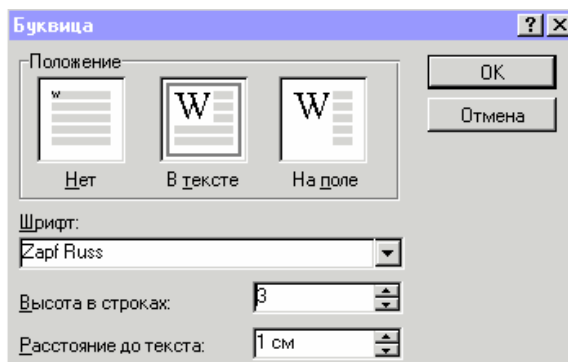 Буквица
Положение
w W W
Нет В тексте На поле
OK
Отмена
Шрифт:
Zapf Russ
Высота в строках: 3
Расстояние до текста: 1 см